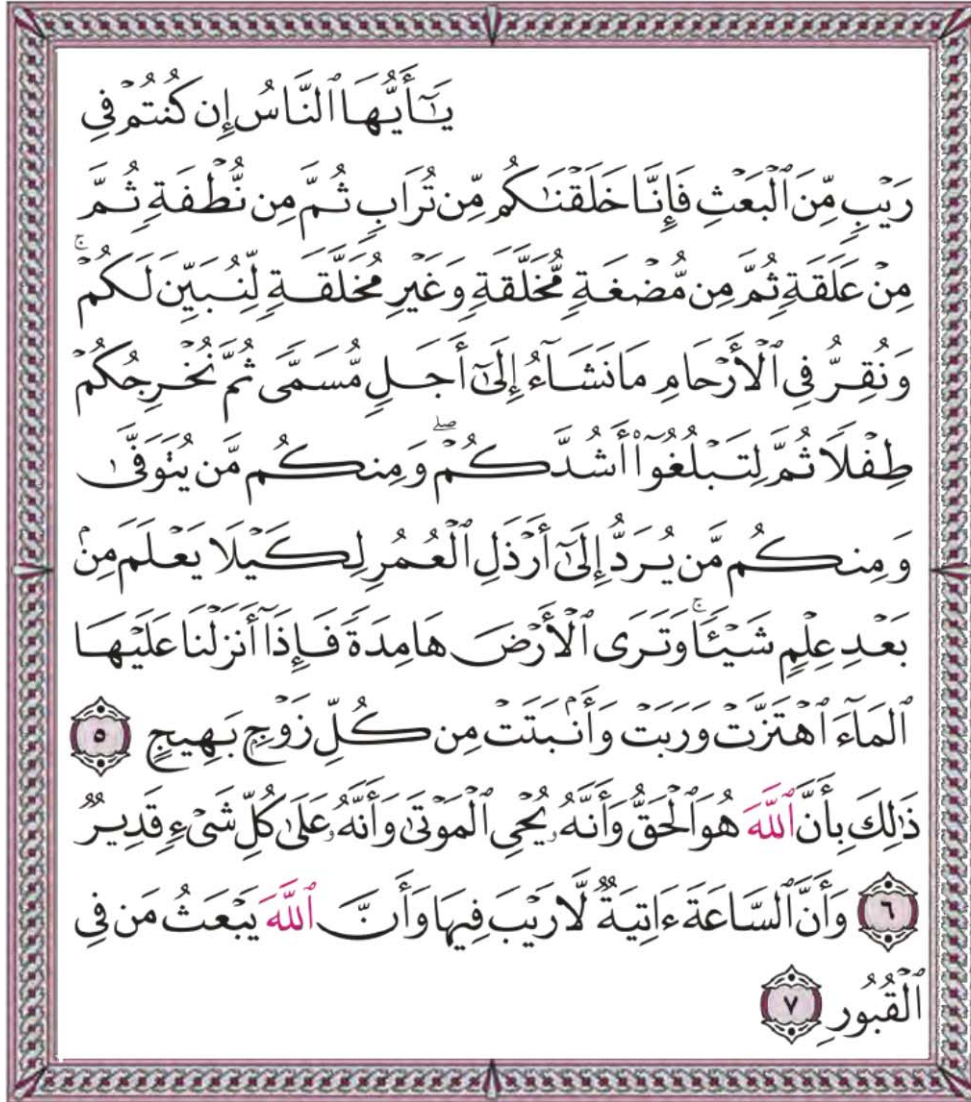 يَـٰٓأَيُّهَا ٱلنَّاسُ إِن كُنتُمْ فِى
رَيْبٍ مِّنَ ٱلْبَعْثِ فَإِنَّا خَلَقْنَـٰكُم مِّن تُرَابٍ ثُمَّ مِن نُّطْفَةٍ ثُمَّ
مِنْ عَلَقَةٍ ثُمَّ مِن مُّضْغَةٍ مُّخَلَّقَةٍ وَغَيْرِ مُخَلَّقَةٍ لِّنُبَيِّنَ لَكُمْ ۚ
وَنُقِرُّ فِى ٱلْأَرْحَامِ مَا نَشَآءُ إِلَىٰٓ أَجَلٍ مُّسَمًّى ثُمَّ نُخْرِجُكُمْ
طِفْلًا ثُمَّ لِتَبْلُغُوٓا۟ أَشُدَّكُمْ ۖ وَمِنكُم مَّن يُتَوَفَّىٰ
وَمِنكُم مَّن يُرَدُّ إِلَىٰٓ أَرْذَلِ ٱلْعُمُرِ لِكَيْلَا يَعْلَمَ مِنۢ
بَعْدِ عِلْمٍ شَيْـًٔا ۚ وَتَرَى ٱلْأَرْضَ هَامِدَةً فَإِذَآ أَنزَلْنَا عَلَيْهَا
ٱلْمَآءَ ٱهْتَزَّتْ وَرَبَتْ وَأَنۢبَتَتْ مِن كُلِّ زَوْجٍۭ بَهِيجٍ ٥
ذَٰلِكَ بِأَنَّ ٱللَّهَ هُوَ ٱلْحَقُّ وَأَنَّهُۥ يُحْىِ ٱلْمَوْتَىٰ وَأَنَّهُۥ عَلَىٰ كُلِّ شَىْءٍ قَدِيرٌ
٦ وَأَنَّ ٱلسَّاعَةَ ءَاتِيَةٌ لَّا رَيْبَ فِيهَا وَأَنَّ ٱللَّهَ يَبْعَثُ مَن فِى
ٱلْقُبُورِ ٧